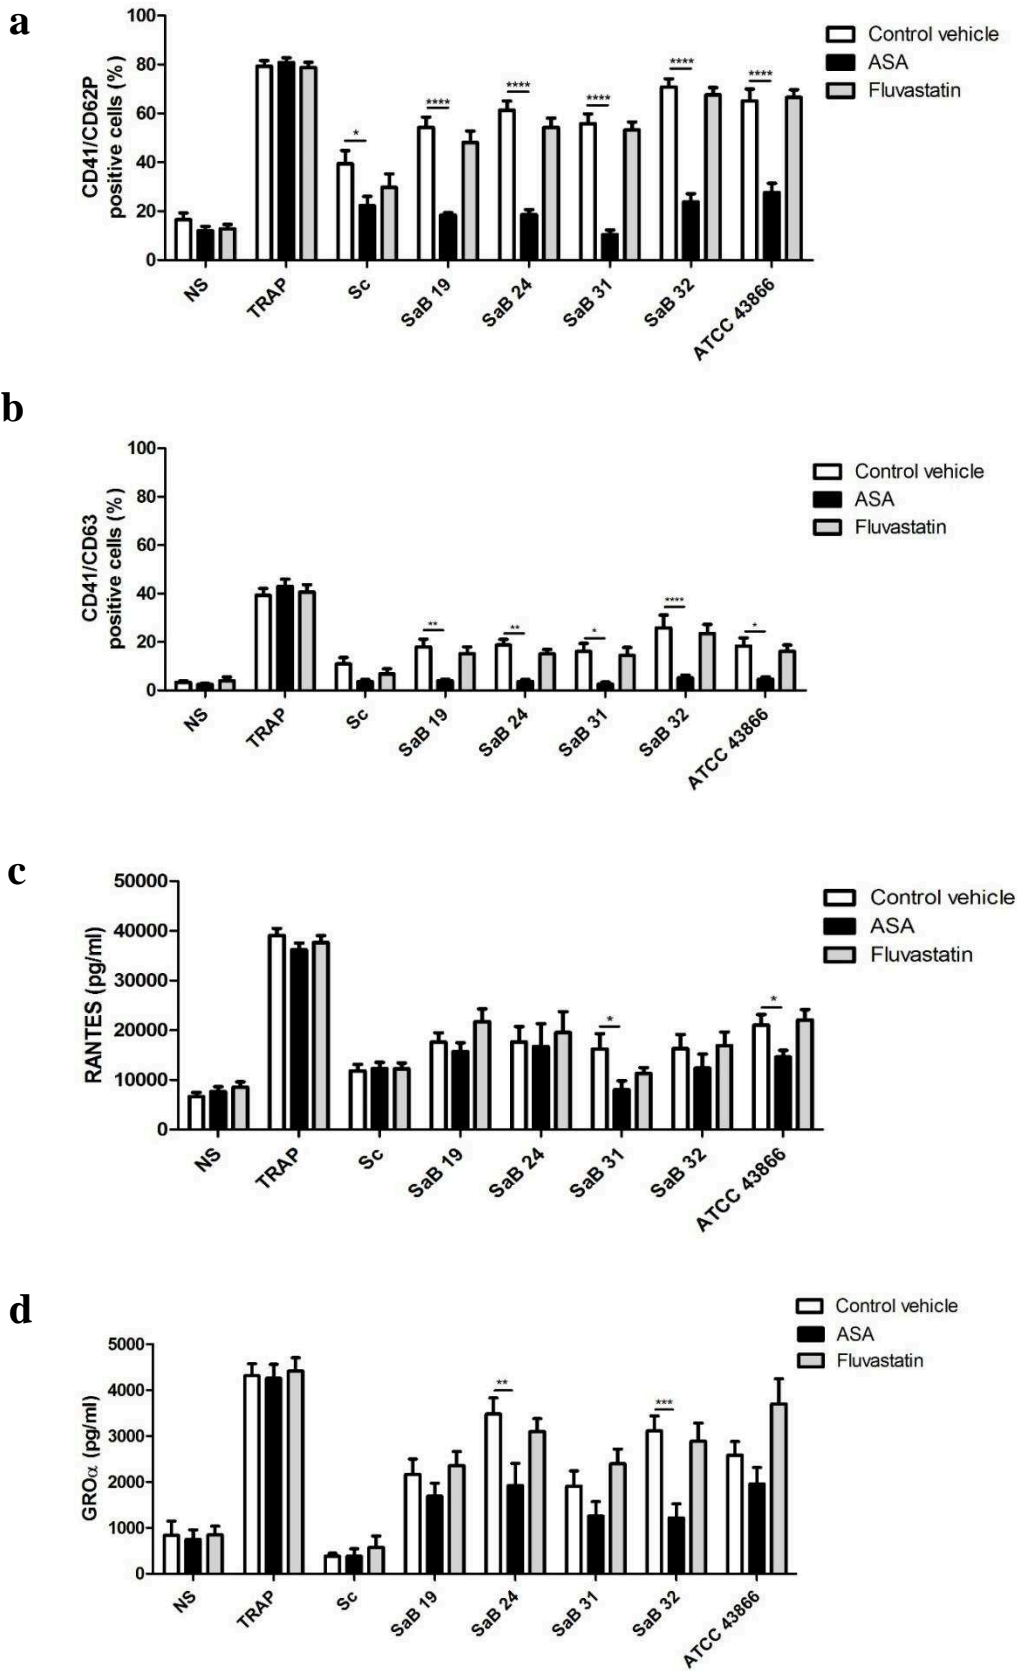 a
100
80
60
40
20
0
CD41/CD62P
positive cells (%)
Control vehicle
ASA
Fluvastatin
*
****
****
****
****
****
NS
TRAP
Sc
SaB 19
SaB 24
SaB 31
SaB 32
ATCC 43866
b
100
80
60
40
20
0
CD41/CD63
positive cells (%)
Control vehicle
ASA
Fluvastatin
**
**
*
****
*
NS
TRAP
Sc
SaB 19
SaB 24
SaB 31
SaB 32
ATCC 43866
c
50000
40000
30000
20000
10000
0
RANTES (pg/ml)
Control vehicle
ASA
Fluvastatin
*
*
NS
TRAP
Sc
SaB 19
SaB 24
SaB 31
SaB 32
ATCC 43866
d
5000
4000
3000
2000
1000
0
GROα (pg/ml)
Control vehicle
ASA
Fluvastatin
**
***
NS
TRAP
Sc
SaB 19
SaB 24
SaB 31
SaB 32
ATCC 43866